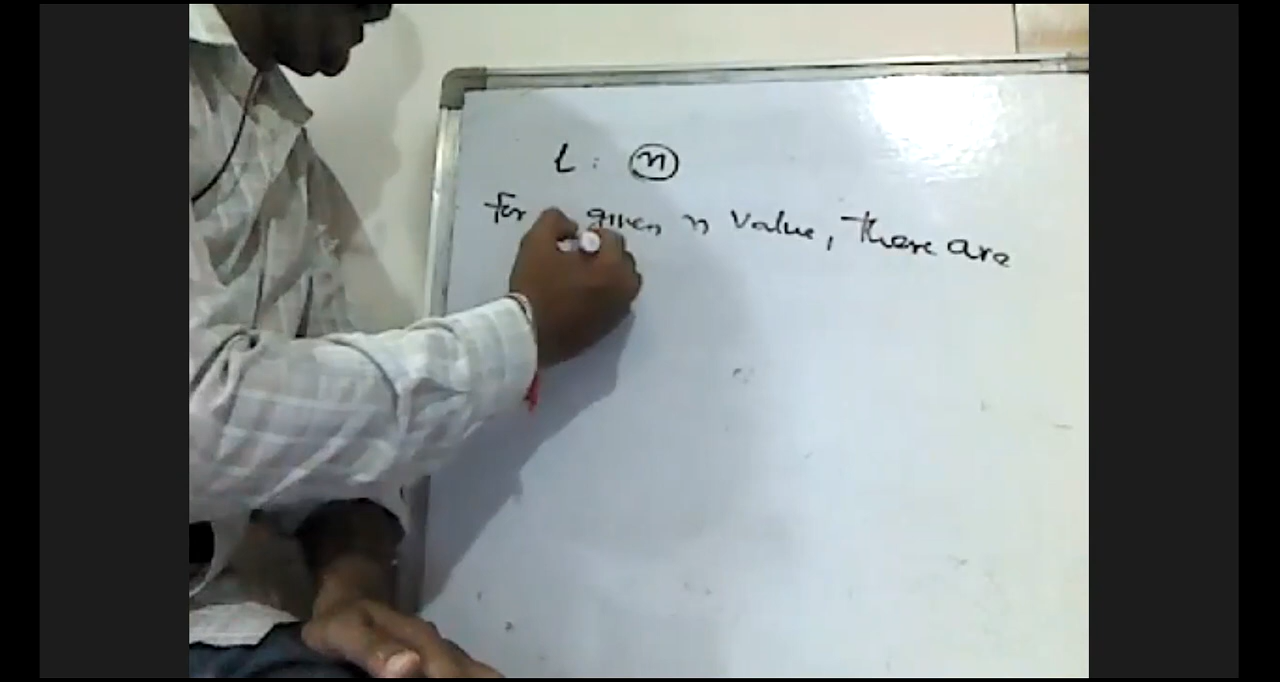 l : n
For given n value, there are